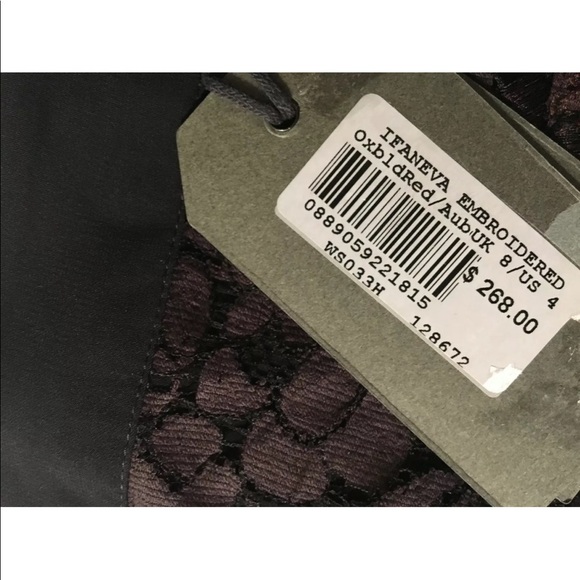 IFANEVA EMBROIDERED
OxbldRed/AubUK 8/US 4
0889059221815
$ 268.00
WS033H 128672